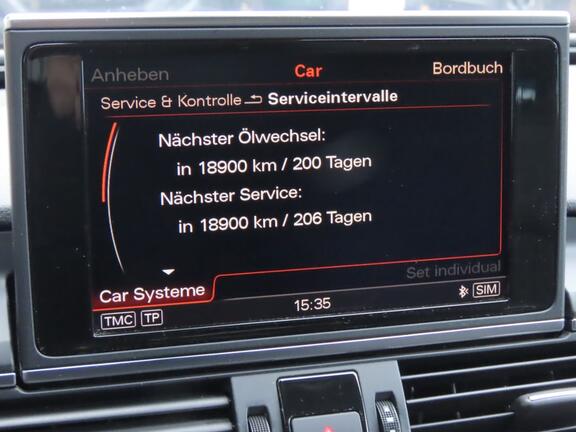 Anheben Car Bordbuch
Service & Kontrolle Serviceintervalle
Nächster Ölwechsel:
in 18900 km / 200 Tagen
Nächster Service:
in 18900 km / 206 Tagen
Set individual
Car Systeme
TMC TP 15:35 SIM